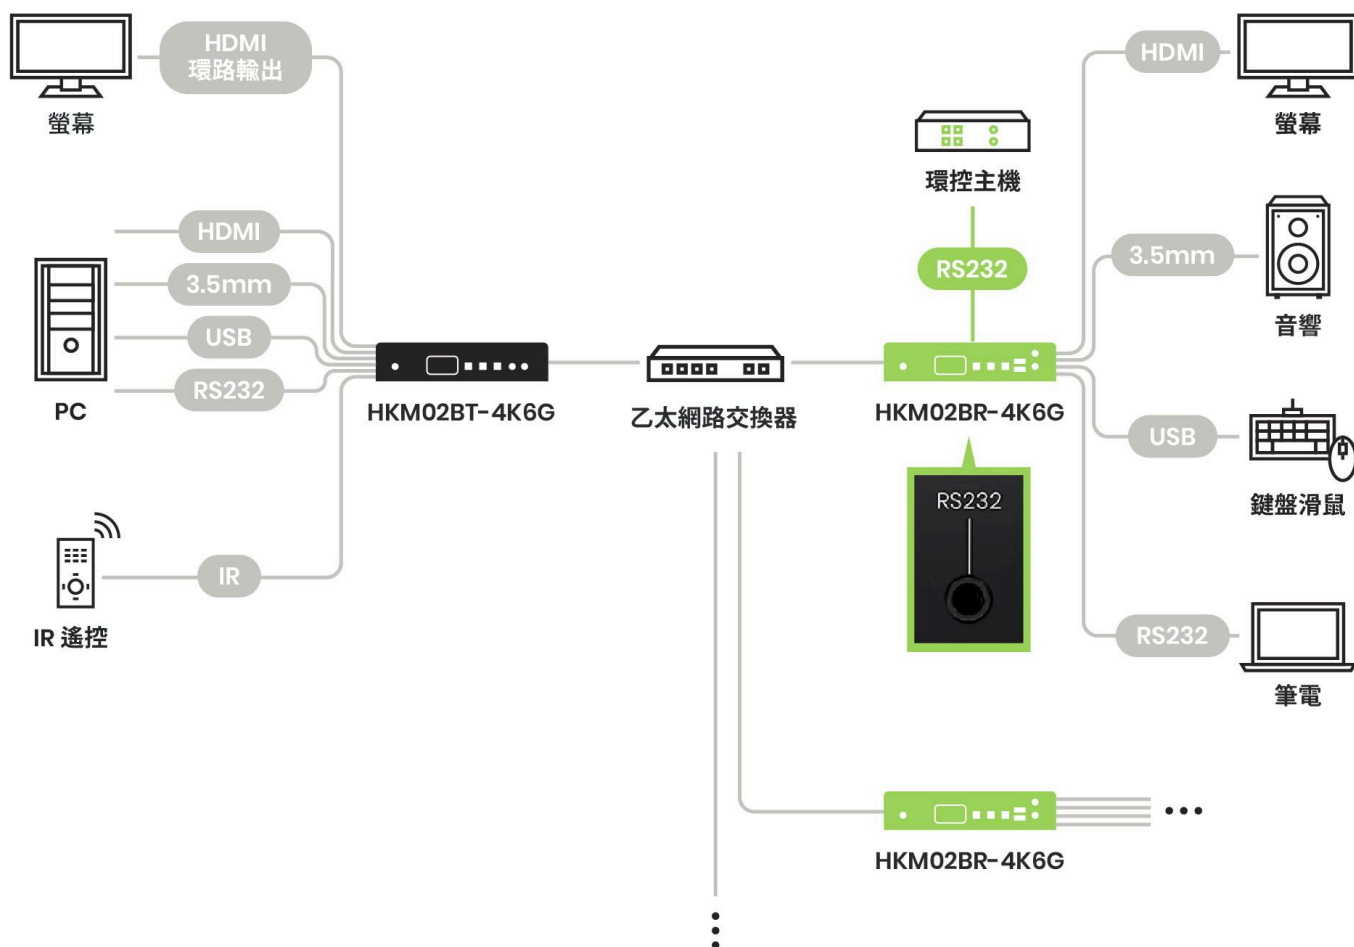 HDMI
環路輸出
螢幕
HDMI
3.5mm
USB
RS232
PC
HKM02BT-4K6G
IR
IR 遙控
乙太網路交換器
環控主機
RS232
HKM02BR-4K6G
RS232
HDMI
螢幕
3.5mm
音響
USB
鍵盤滑鼠
RS232
筆電
HKM02BR-4K6G